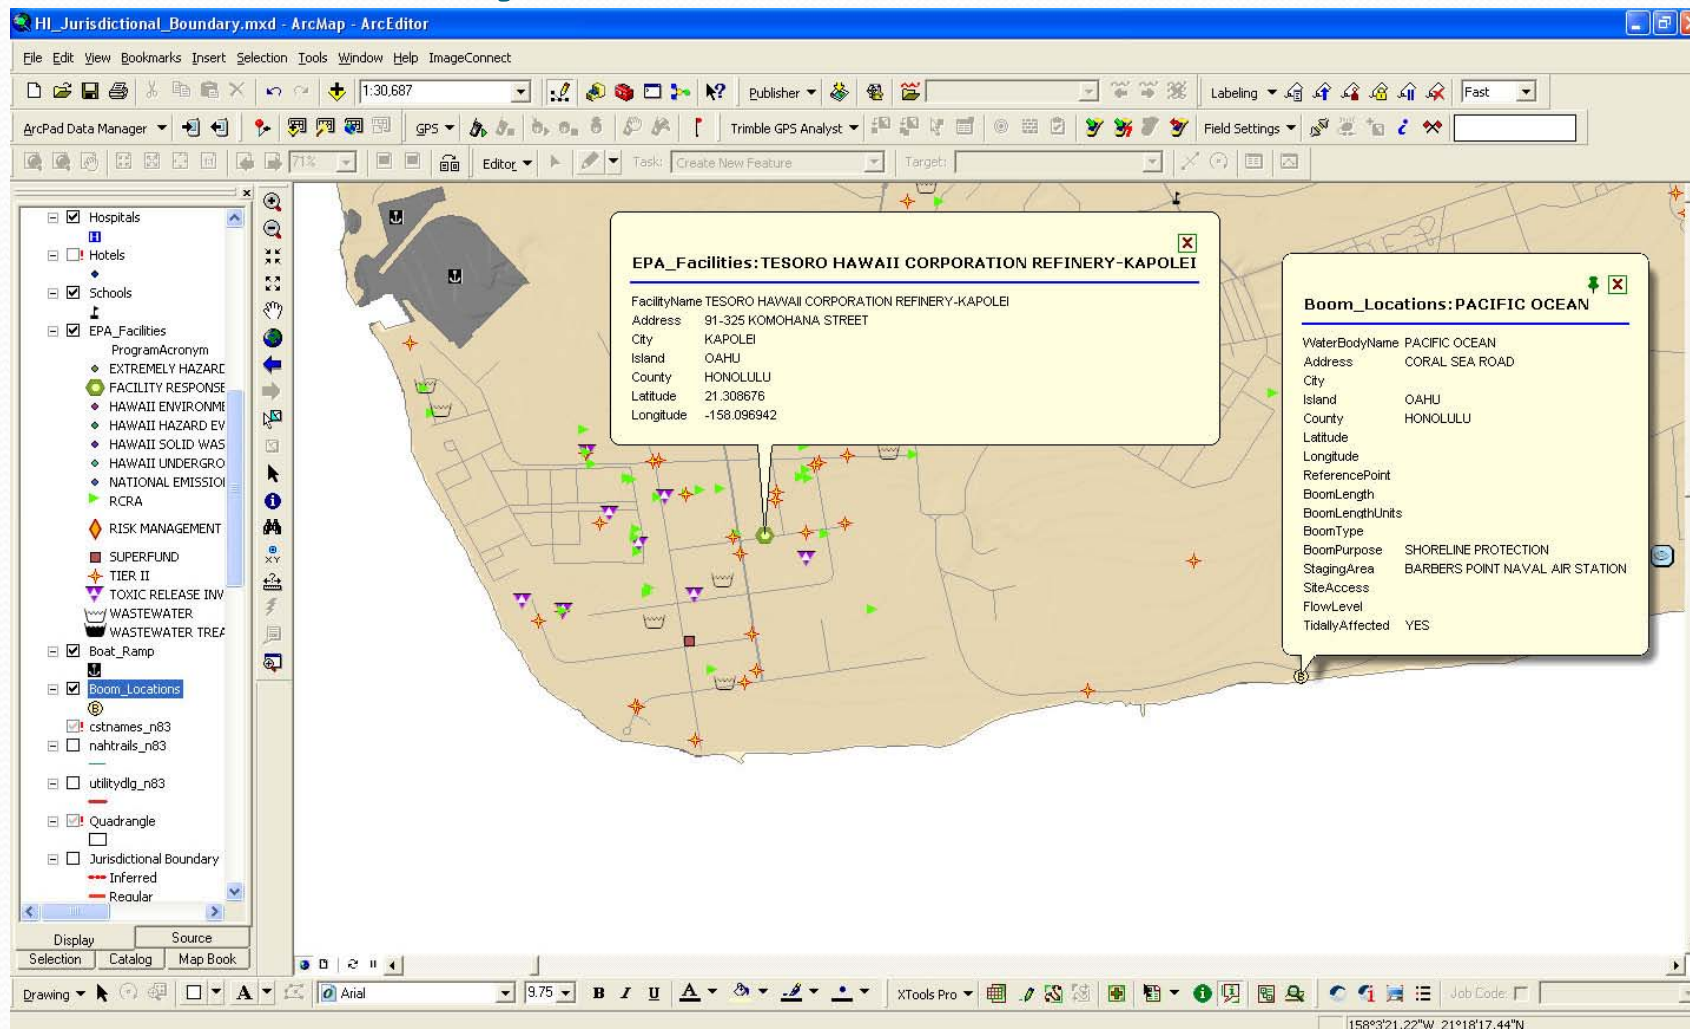 HI_Jurisdictional_Boundary.mxd - ArcMap - ArcEditor
File Edit View Bookmarks Insert Selection Tools Window Help ImageConnect
1:30,687 Publisher Labeling Fast
ArcPad Data Manager GPS Trimble GPS Analyst Field Settings
71% Editor Task: Create New Feature Target:
Hospitals
H
Hotels
Schools
EPA_Facilities
ProgramAcronym
EXTREMELY HAZARD
FACILITY RESPONSE
HAWAII ENVIRONME
HAWAII HAZARD EV
HAWAII SOLID WAS
HAWAII UNDERGRO
NATIONAL EMISSIO
RCRA
RISK MANAGEMENT
SUPERFUND
TIER II
TOXIC RELEASE INV
WASTEWATER
WASTEWATER TREA
Boat_Ramp
Boom_Locations
B
cstnames_n83
nahtrails_n83
utilitydlg_n83
Quadrangle
Jurisdictional Boundary
Inferred
Regular
Display Source
Selection Catalog Map Book
XY
EPA_Facilities:TESORO HAWAII CORPORATION REFINERY-KAPOLEI
FacilityName TESORO HAWAII CORPORATION REFINERY-KAPOLEI
Address 91-325 KOMOHANA STREET
City KAPOLEI
Island OAHU
County HONOLULU
Latitude 21.308676
Longitude -158.096942
Boom_Locations:PACIFIC OCEAN
WaterBodyName PACIFIC OCEAN
Address CORAL SEA ROAD
City
Island OAHU
County HONOLULU
Latitude
Longitude
ReferencePoint
BoomLength
BoomLengthUnits
BoomType
BoomPurpose SHORELINE PROTECTION
StagingArea BARBERS POINT NAVAL AIR STATION
SiteAccess
FlowLevel
TidallyAffected YES
B
Drawing A Arial 9.75 B I U A XTools Pro Job Code:
158°3'21.22"W 21°18'17.44"N